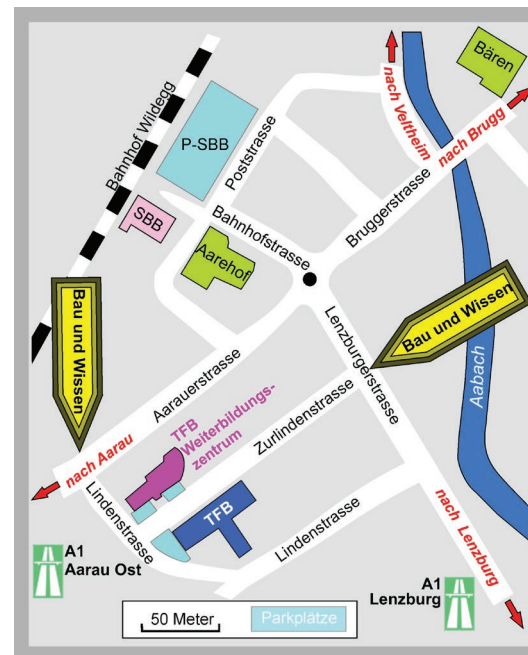 Bären
nach Veltheim
nach Brugg
Bahnhof Wildegg
P-SBB
Poststrasse
SBB
Bahnhofstrasse
Bruggerstrasse
Aarehof
Bau und Wissen
Bau und Wissen
Lenzburgerstrasse
Aabach
Aarauerstrasse
TFB
Weiterbildungs-
zentrum
Zurlindenstrasse
nach Aarau
Lindenstrasse
TFB
Lindenstrasse
nach Lenzburg
A1
Aarau Ost
A1
Lenzburg
50 Meter
Parkplätze